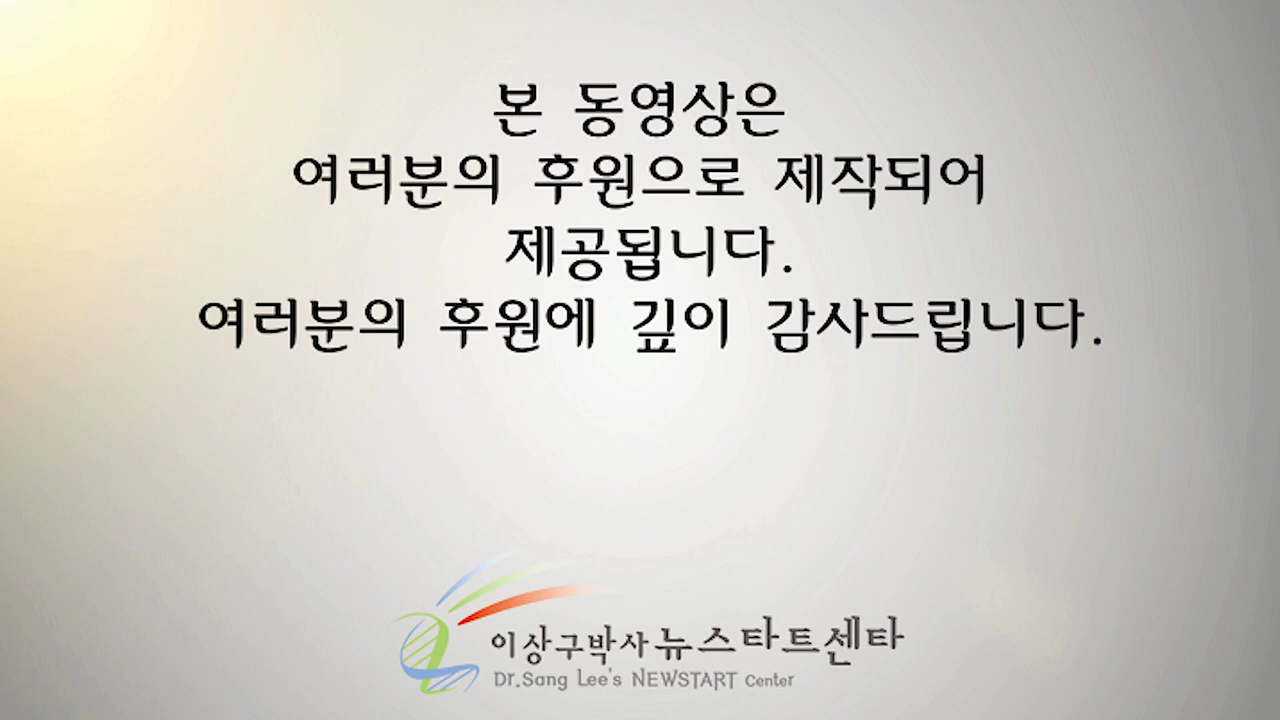 본 동영상은
여러분의 후원으로 제작되어
제공됩니다.
여러분의 후원에 깊이 감사드립니다.
이상구박사 뉴스타트센타
Dr.Sang Lee's NEWSTART Center